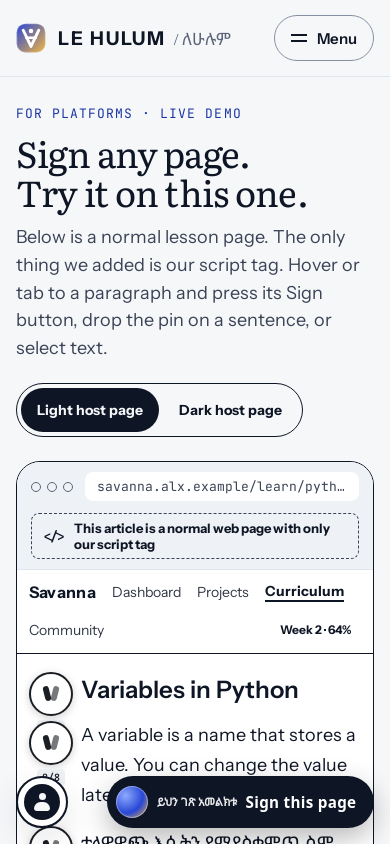 LE HULUM / ለሁሉም
Menu
FOR PLATFORMS · LIVE DEMO
Sign any page.
Try it on this one.
Below is a normal lesson page. The only
thing we added is our script tag. Hover or
tab to a paragraph and press its Sign
button, drop the pin on a sentence, or
select text.
Light host page
Dark host page
savanna.alx.example/learn/pyth…
</> This article is a normal web page with only
our script tag
Savanna Dashboard Projects Curriculum
Community Week 2 · 64%
Variables in Python
A variable is a name that stores a
value. You can change the value
late
ይህን ገጽ አመልክት Sign this page